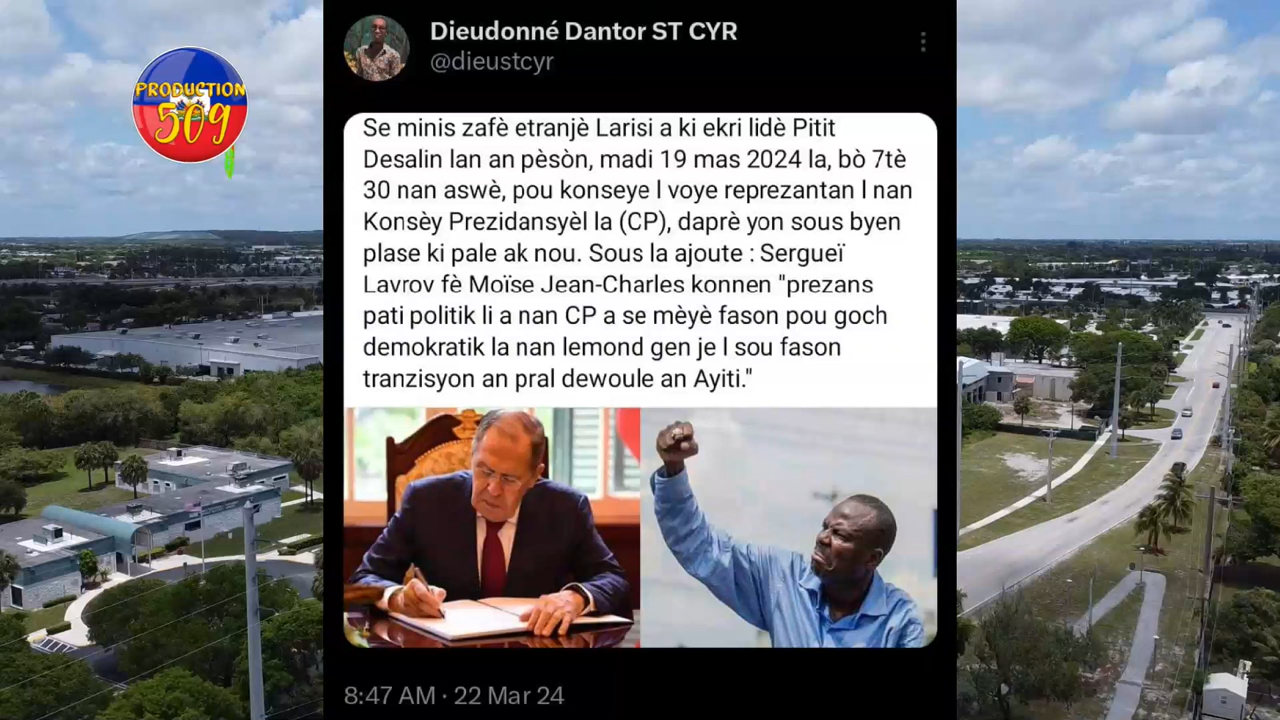 PRODUCTION
509
Dieudonné Dantor ST CYR
@dieustcyr
Se minis zafè etranjè Larisi a ki ekri lidè Pitit
Desalin lan an pèsòn, madi 19 mas 2024 la, bò 7tè
30 nan aswè, pou konseye l voye reprezantan l nan
Konsèy Prezidansyèl la (CP), daprè yon sous byen
plase ki pale ak nou. Sous la ajoute : Sergueï
Lavrov fè Moïse Jean-Charles konnen "prezans
pati politik li a nan CP a se mèyè fason pou goch
demokratik la nan lemond gen je l sou fason
tranzisyon an pral dewoule an Ayiti."
8:47 AM · 22 Mar 24